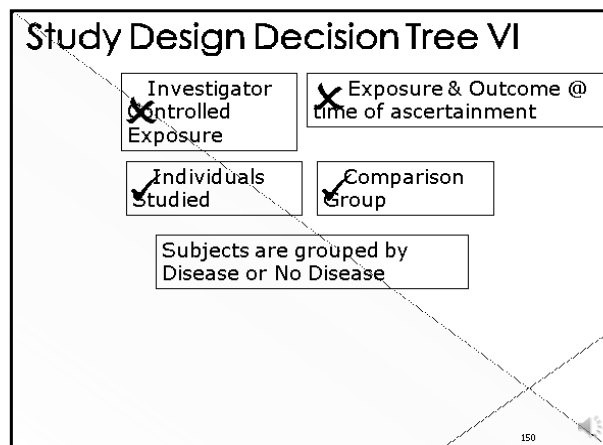 Study Design Decision Tree VI
Investigator
Controlled
Exposure
Exposure & Outcome @
time of ascertainment
Individuals
Studied
Comparison
Group
Subjects are grouped by
Disease or No Disease
150